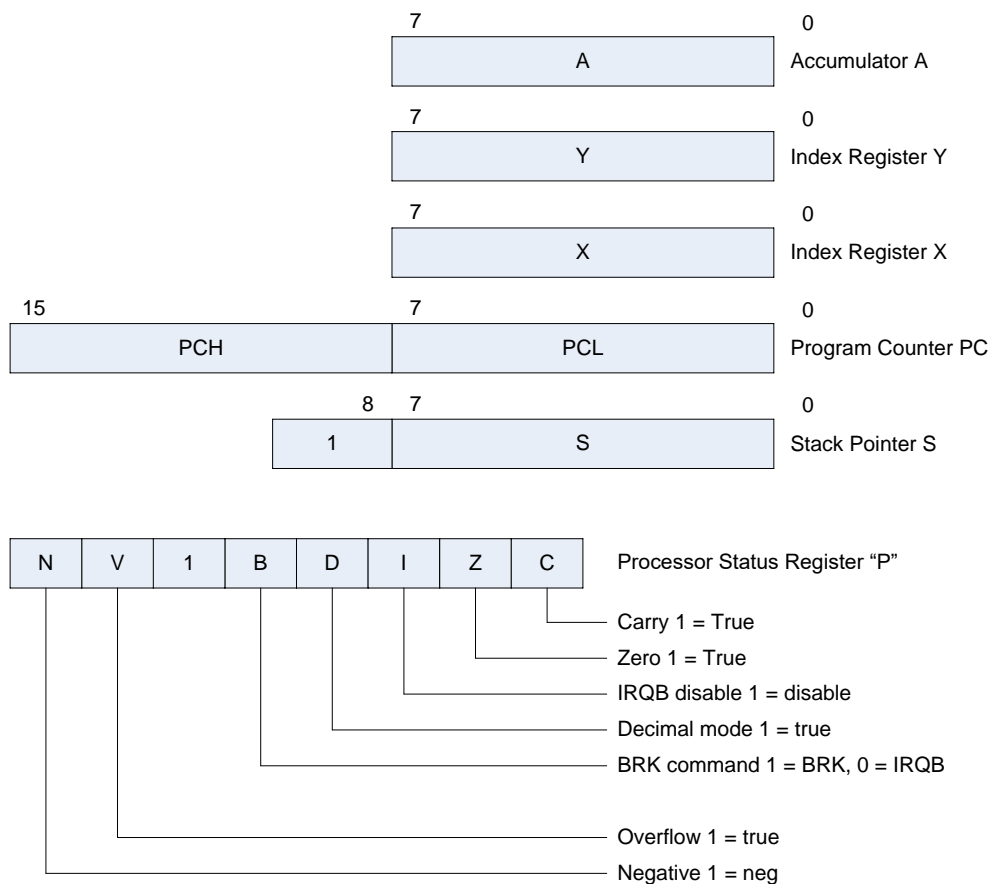 7 0
A Accumulator A
7 0
Y Index Register Y
7 0
X Index Register X
15 7 0
PCH PCL Program Counter PC
8 7 0
1 S Stack Pointer S
N V 1 B D I Z C Processor Status Register “P”
Carry 1 = True
Zero 1 = True
IRQB disable 1 = disable
Decimal mode 1 = true
BRK command 1 = BRK, 0 = IRQB
Overflow 1 = true
Negative 1 = neg